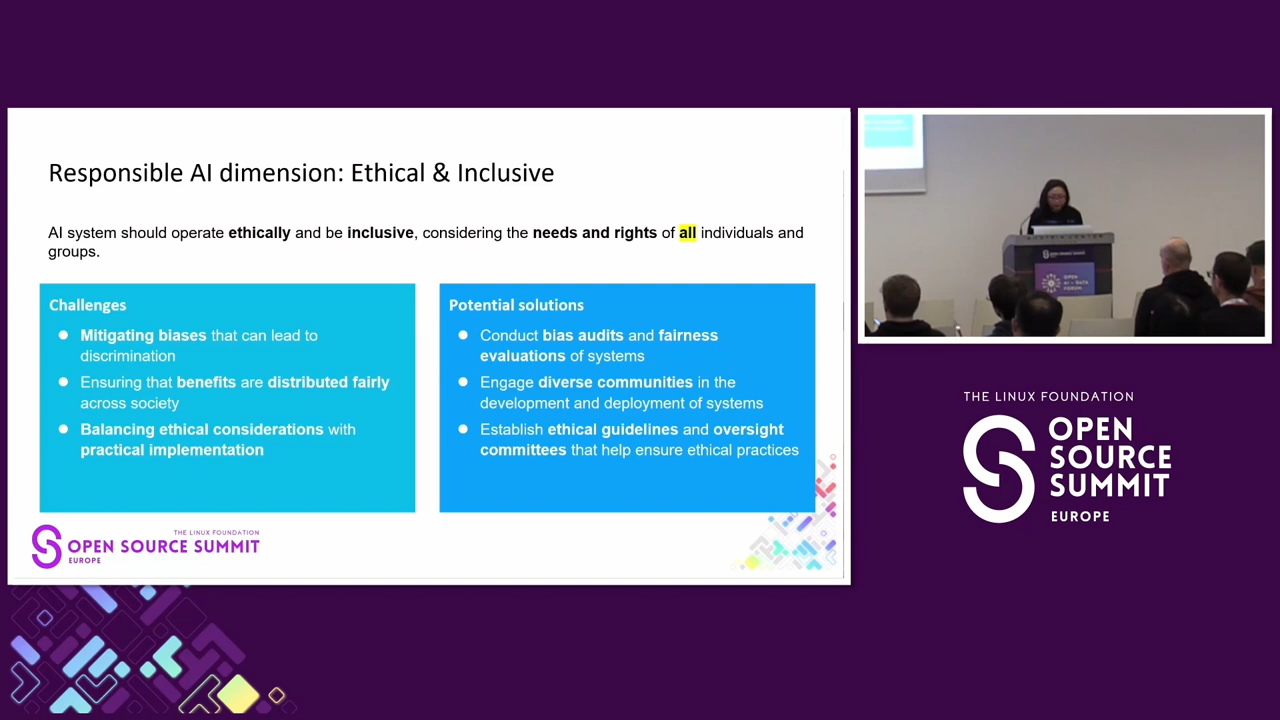 Responsible AI dimension: Ethical & Inclusive
AI system should operate ethically and be inclusive, considering the needs and rights of all individuals and
groups.
Challenges
Mitigating biases that can lead to
discrimination
Ensuring that benefits are distributed fairly
across society
Balancing ethical considerations with
practical implementation
Potential solutions
Conduct bias audits and fairness
evaluations of systems
Engage diverse communities in the
development and deployment of systems
Establish ethical guidelines and oversight
committees that help ensure ethical practices
THE LINUX FOUNDATION
OPEN SOURCE SUMMIT
EUROPE
OPEN
AI + DATA
FORUM
THE LINUX FOUNDATION
OPEN
SOURCE
SUMMIT
EUROPE